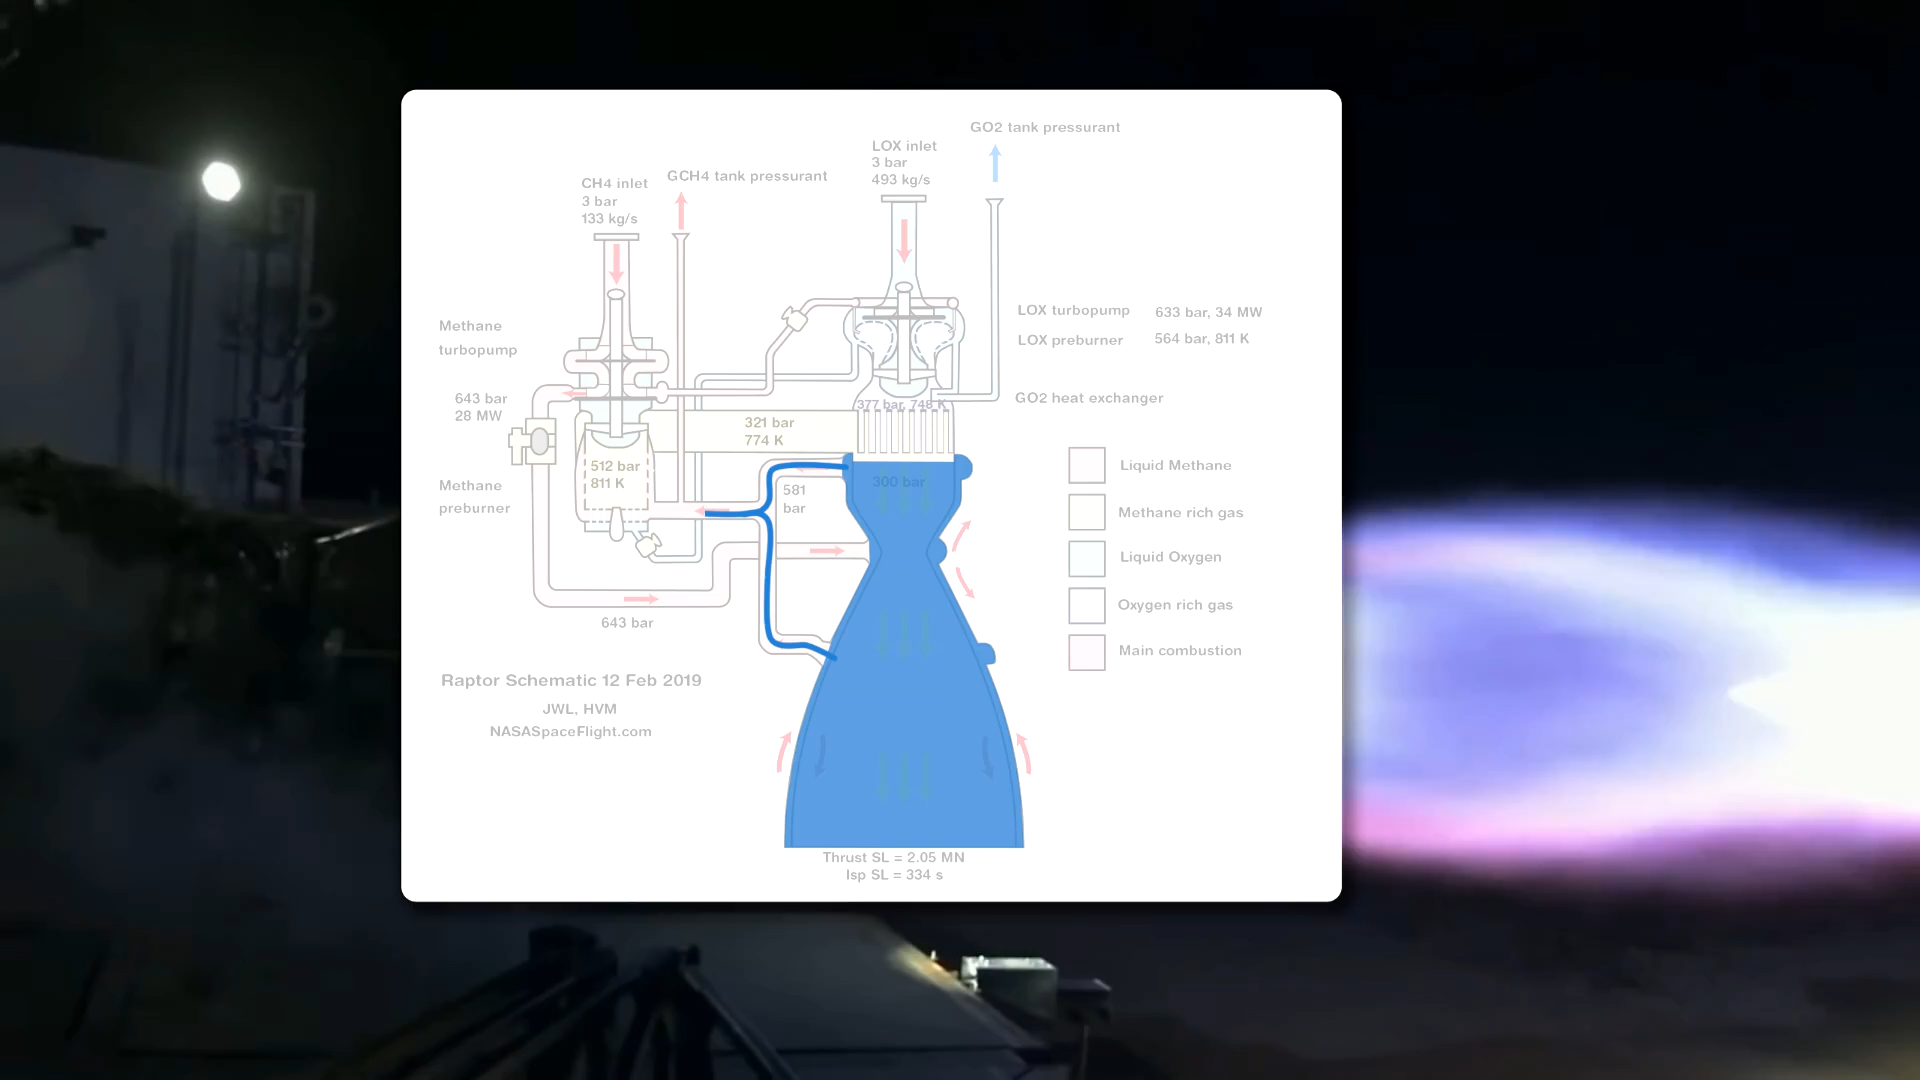 GO2 tank pressurant
LOX inlet
3 bar
493 kg/s
GCH4 tank pressurant
CH4 inlet
3 bar
133 kg/s
Methane
turbopump
LOX turbopump
633 bar, 34 MW
LOX preburner
564 bar, 811 K
643 bar
28 MW
GO2 heat exchanger
377 bar, 748 K
321 bar
774 K
512 bar
811 K
Methane
preburner
581
bar
300 bar
Liquid Methane
Methane rich gas
Liquid Oxygen
Oxygen rich gas
Main combustion
643 bar
Raptor Schematic 12 Feb 2019
JWL, HVM
NASASpaceFlight.com
Thrust SL = 2.05 MN
Isp SL = 334 s